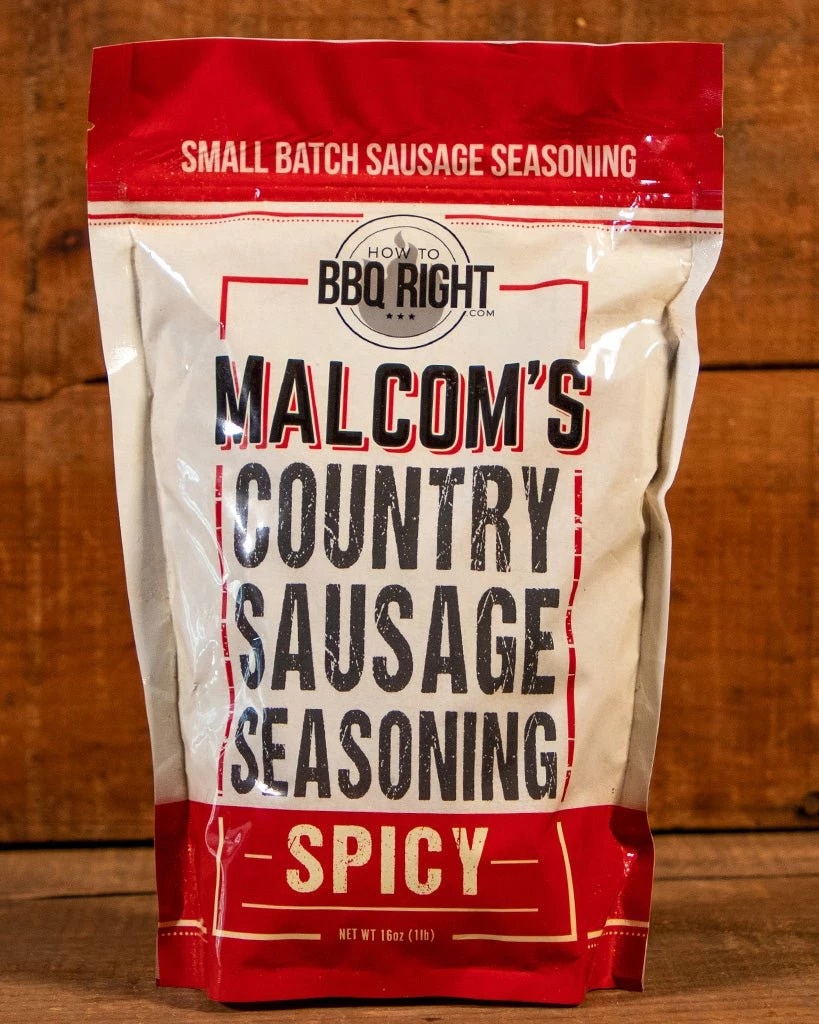 SMALL BATCH SAUSAGE SEASONING
HOW TO
BBQ RIGHT
.COM
MALCOM'S
COUNTRY
SAUSAGE
SEASONING
SPICY
NET WT 16oz (1lb)